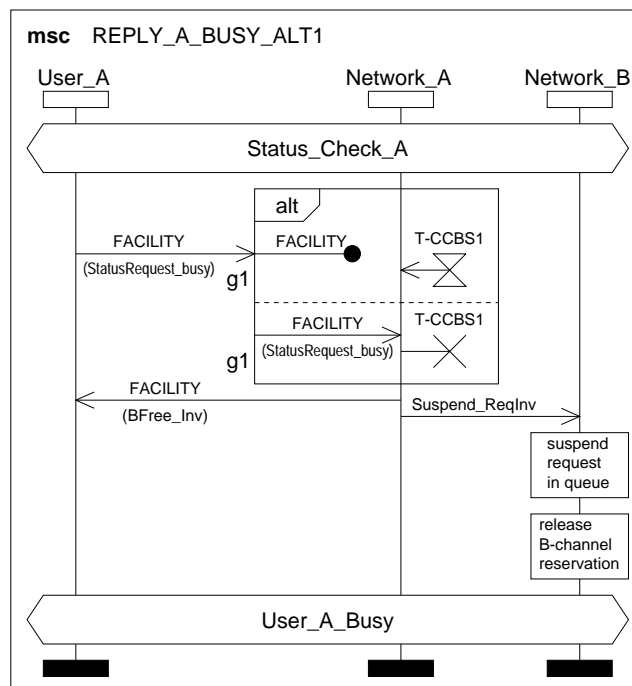 msc REPLY_A_BUSY_ALT1
User_A Network_A Network_B
Status_Check_A
alt
FACILITY FACILITY T-CCBS1
(StatusRequest_busy)
g1
FACILITY T-CCBS1
(StatusRequest_busy)
g1
FACILITY
(BFree_Inv)
Suspend_ReqInv
suspend
request
in queue
release
B-channel
reservation
User_A_Busy